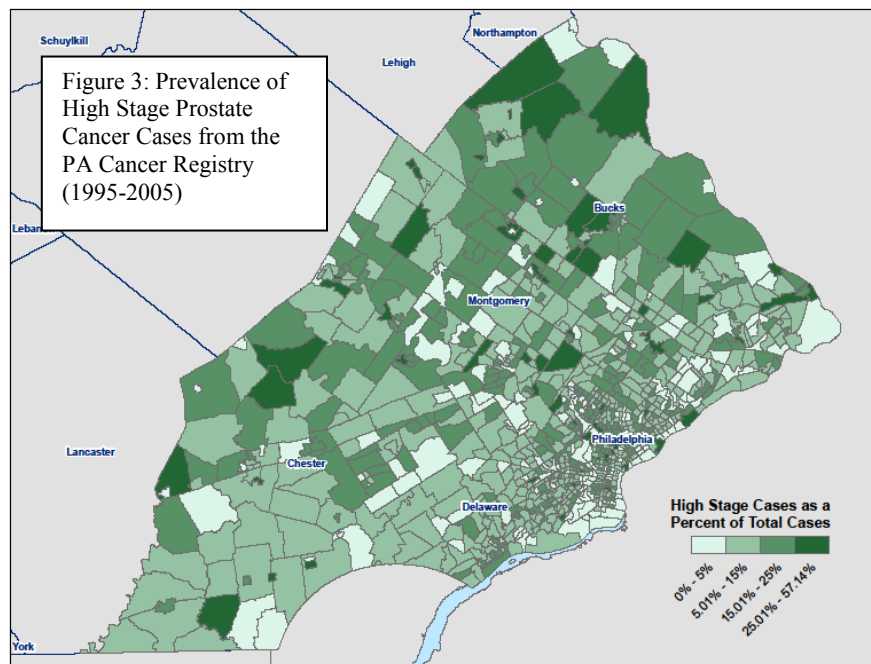 Schuylkill
Northampton
Lehigh
Figure 3: Prevalence of
High Stage Prostate
Cancer Cases from the
PA Cancer Registry
(1995-2005)
Bucks
Montgomery
Lancaster
Philadelphia
Chester
Delaware
High Stage Cases as a
Percent of Total Cases
0% - 5%
5.01% - 15%
15.01% - 25%
25.01% - 57.14%
York